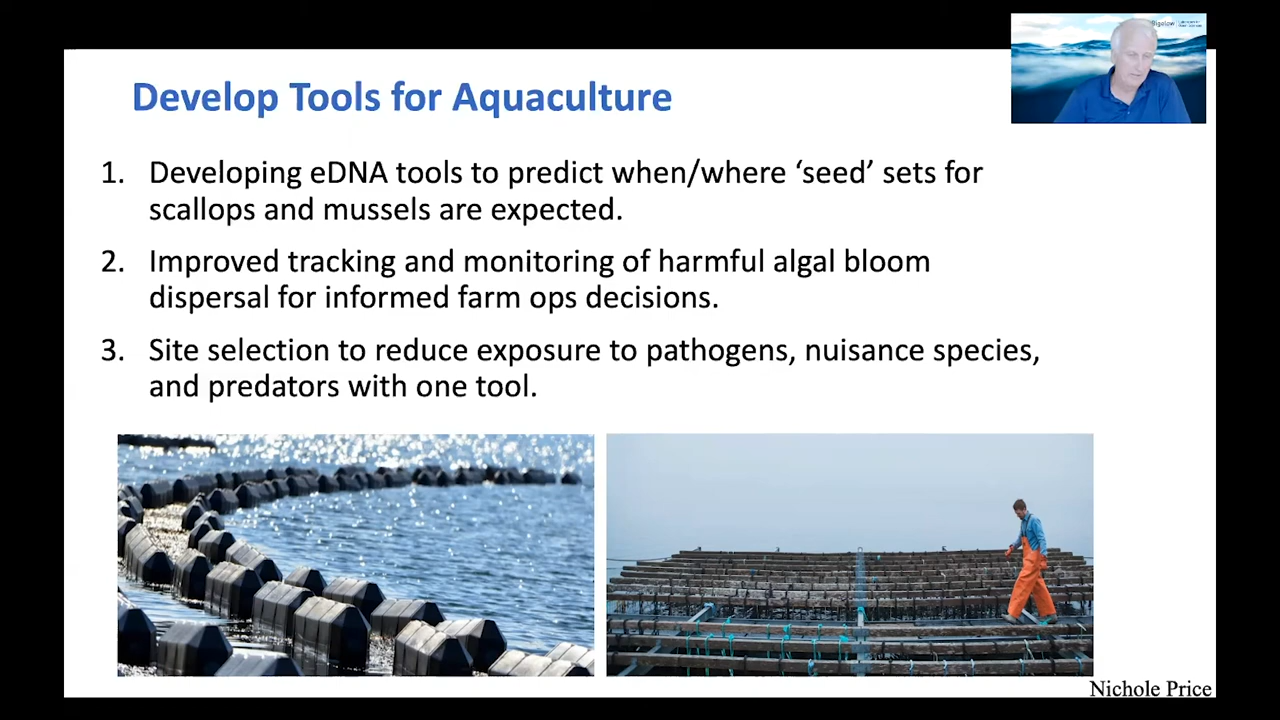 Bigelow
Develop Tools for Aquaculture
1. Developing eDNA tools to predict when/where ‘seed’ sets for
scallops and mussels are expected.
2. Improved tracking and monitoring of harmful algal bloom
dispersal for informed farm ops decisions.
3. Site selection to reduce exposure to pathogens, nuisance species,
and predators with one tool.
Nichole Price